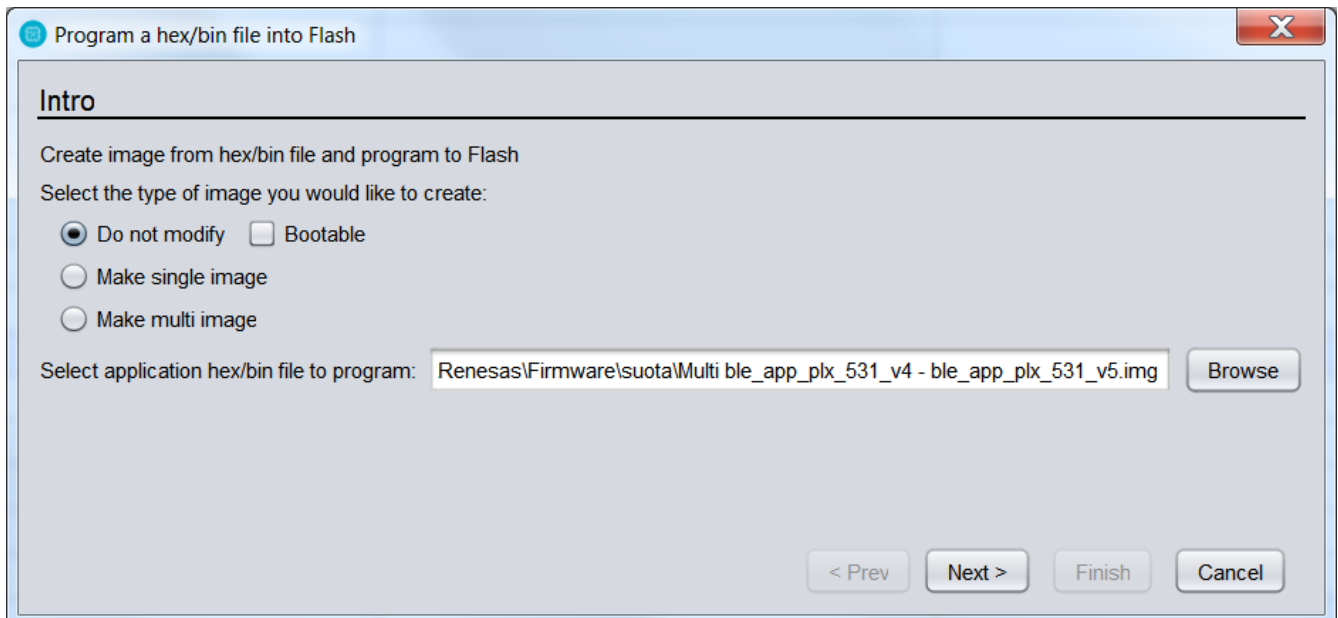 Program a hex/bin file into Flash
Intro
Create image from hex/bin file and program to Flash
Select the type of image you would like to create:
Do not modify Bootable
Make single image
Make multi image
Select application hex/bin file to program: Renesas\Firmware\suota\Multi ble_app_plx_531_v4 - ble_app_plx_531_v5.img Browse
< Prev Next > Finish Cancel